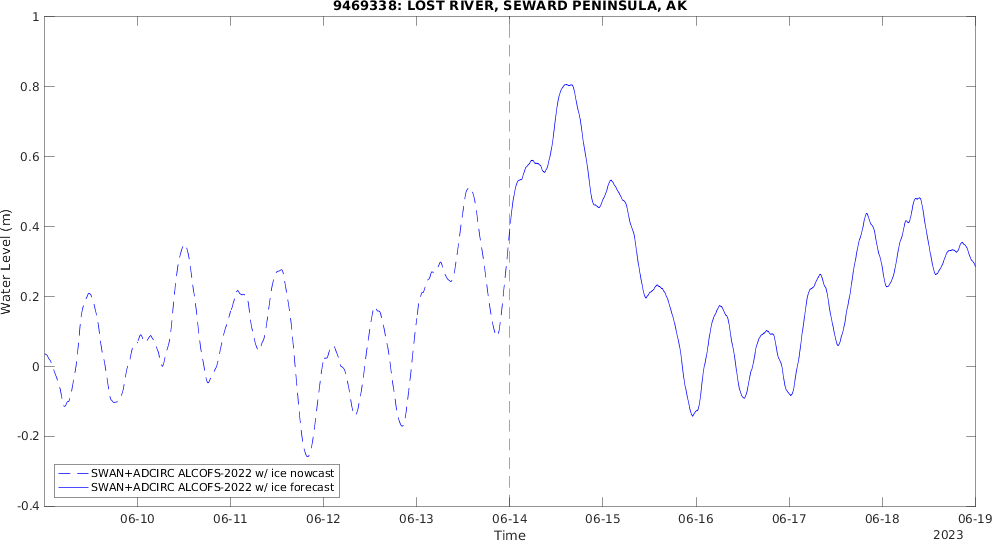 9469338: LOST RIVER, SEWARD PENINSULA, AK
1
0.8
0.6
0.4
0.2
0
-0.2
-0.4
Water Level (m)
SWAN+ADCIRC ALCOFS-2022 w/ ice nowcast
SWAN+ADCIRC ALCOFS-2022 w/ ice forecast
06-10 06-11 06-12 06-13 06-14 06-15 06-16 06-17 06-18 06-19
Time
2023